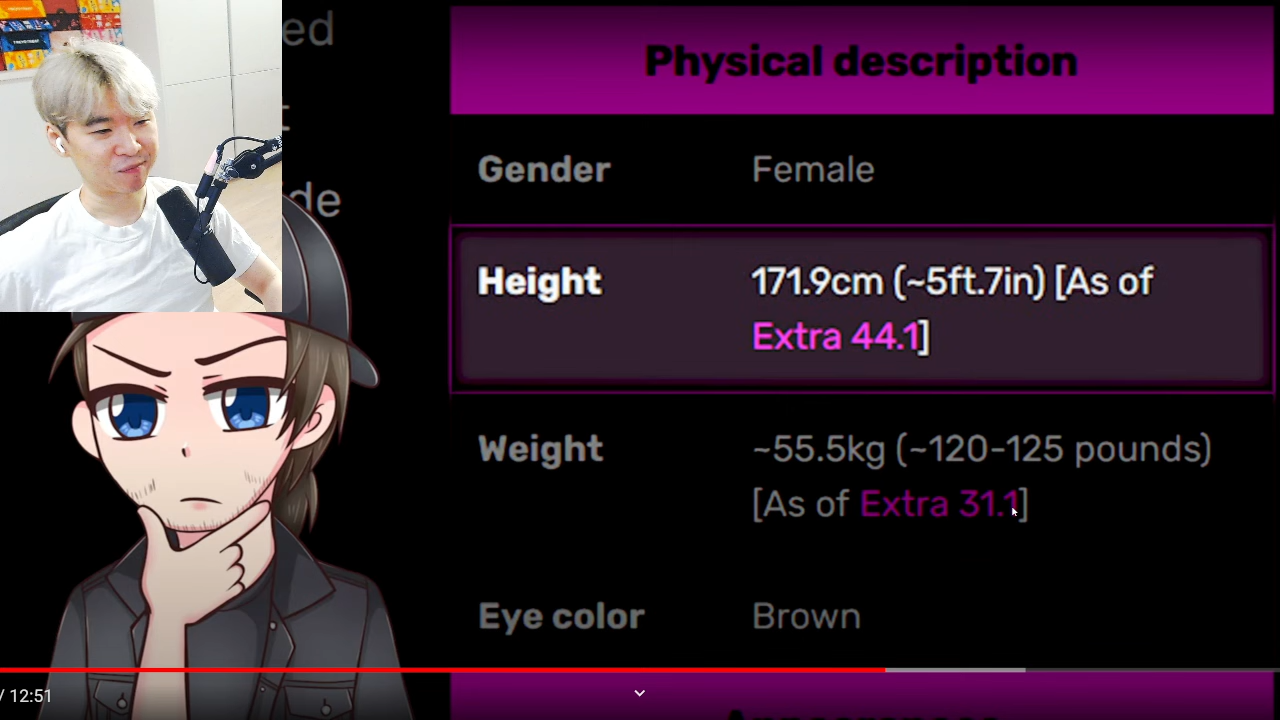 ed
t
de
Physical description
Gender Female
Height 171.9cm (~5ft.7in) [As of
Extra 44.1]
Weight ~55.5kg (~120-125 pounds)
[As of Extra 31.1]
Eye color Brown
/ 12:51
Appearance